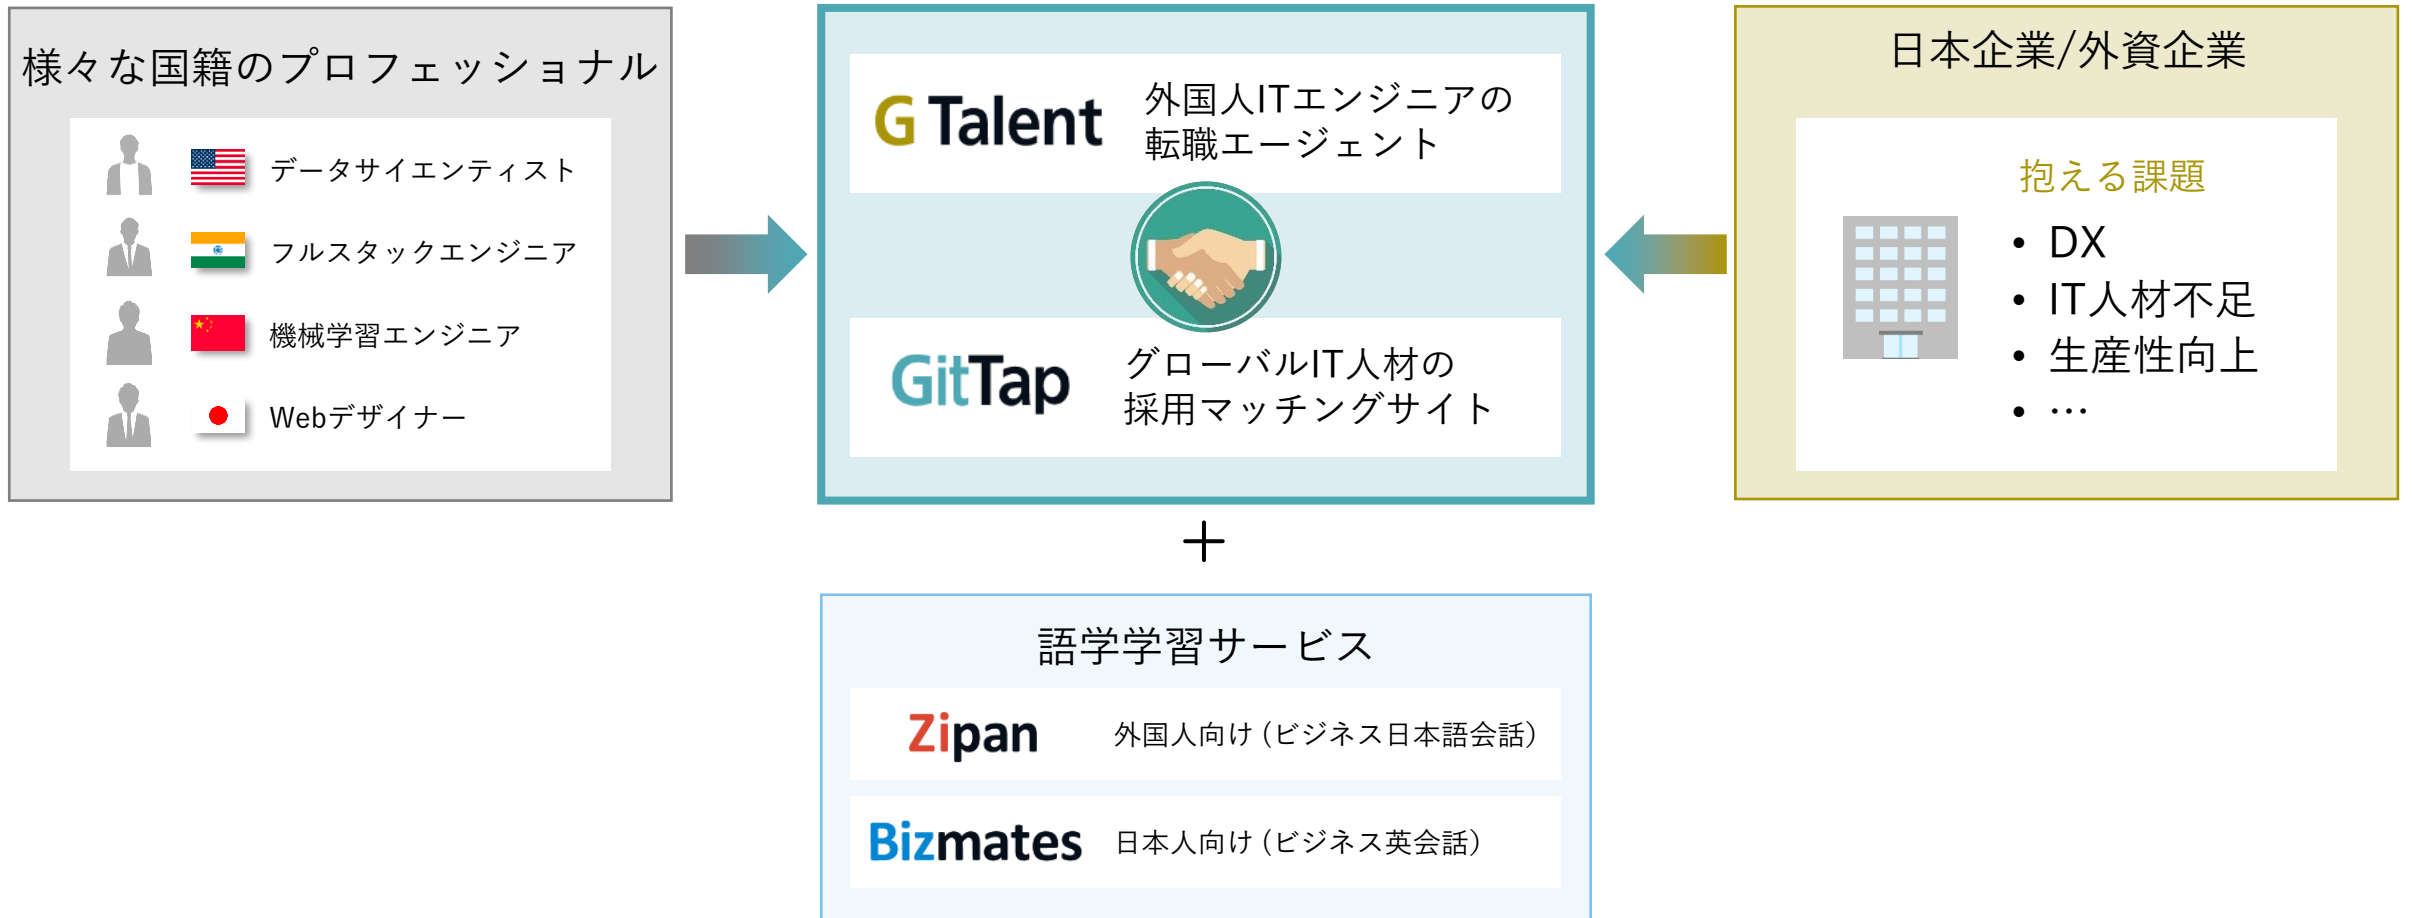 様々な国籍のプロフェッショナル
データサイエンティスト
フルスタックエンジニア
機械学習エンジニア
Webデザイナー
G Talent
外国人ITエンジニアの
転職エージェント
GitTap
グローバルIT人材の
採用マッチングサイト
日本企業/外資企業
抱える課題
• DX
• IT人材不足
• 生産性向上
• …
+
語学学習サービス
Zipan
外国人向け (ビジネス日本語会話)
Bizmates
日本人向け (ビジネス英会話)